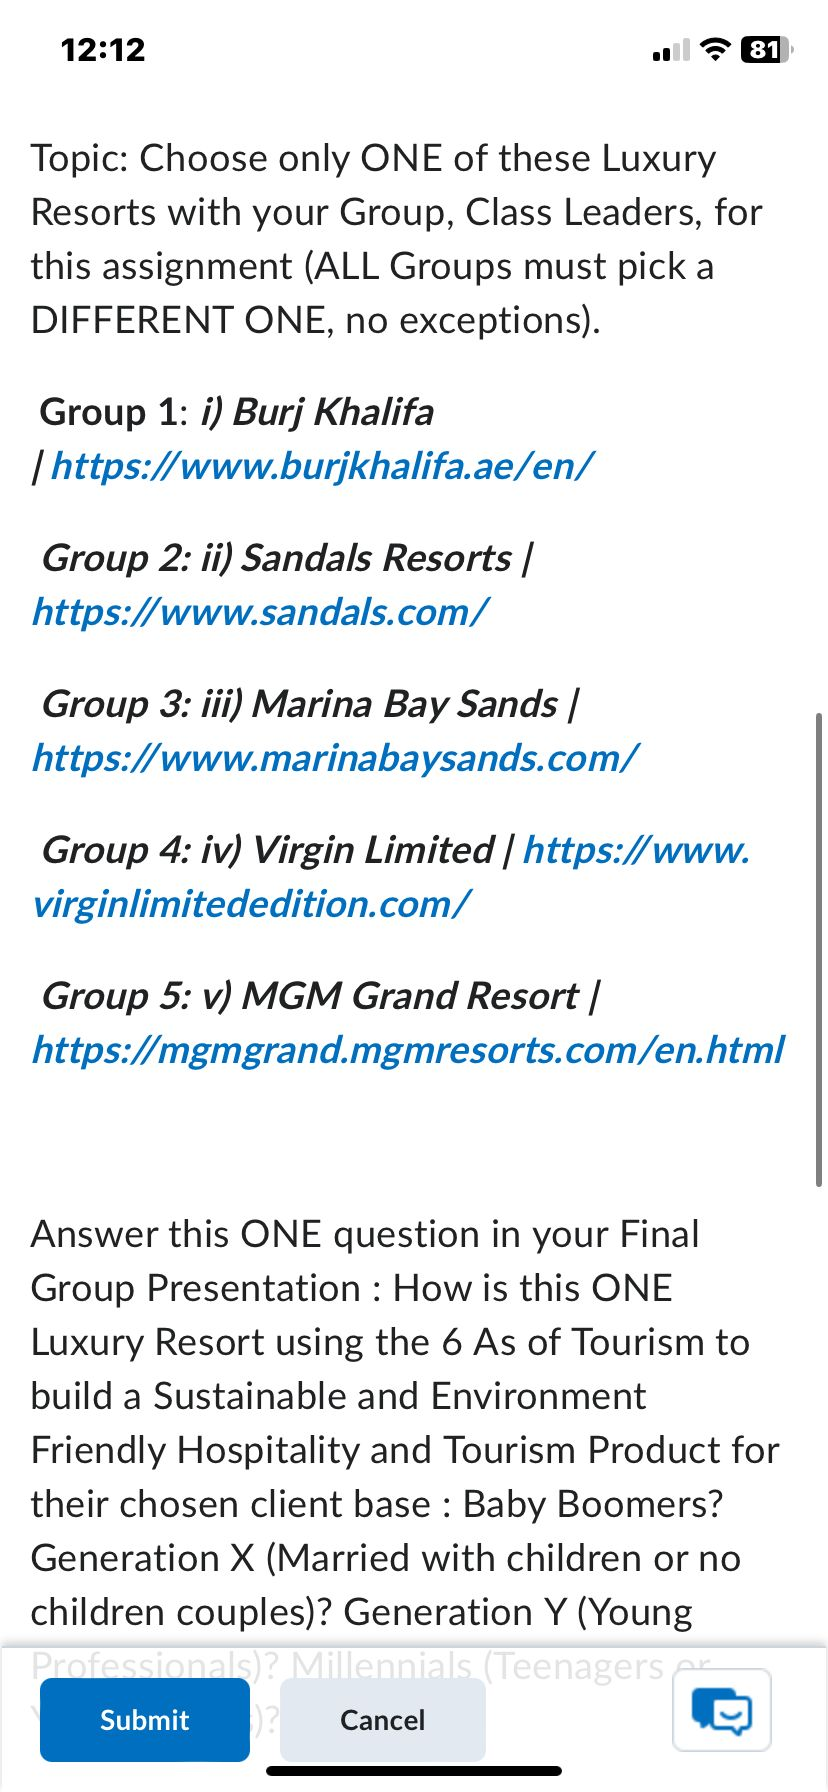 12:12
81
Topic: Choose only ONE of these Luxury
Resorts with your Group, Class Leaders, for
this assignment (ALL Groups must pick a
DIFFERENT ONE, no exceptions).
Group 1: i) Burj Khalifa
| https://www.burjkhalifa.ae/en/
Group 2: ii) Sandals Resorts |
https://www.sandals.com/
Group 3: iii) Marina Bay Sands |
https://www.marinabaysands.com/
Group 4: iv) Virgin Limited | https://www.
virginlimitededition.com/
Group 5: v) MGM Grand Resort |
https://mgmgrand.mgmresorts.com/en.html
Answer this ONE question in your Final
Group Presentation : How is this ONE
Luxury Resort using the 6 As of Tourism to
build a Sustainable and Environment
Friendly Hospitality and Tourism Product for
their chosen client base : Baby Boomers?
Generation X (Married with children or no
children couples)? Generation Y (Young
Professionals)? Millennials (Teenagers or
)?
Submit
Cancel